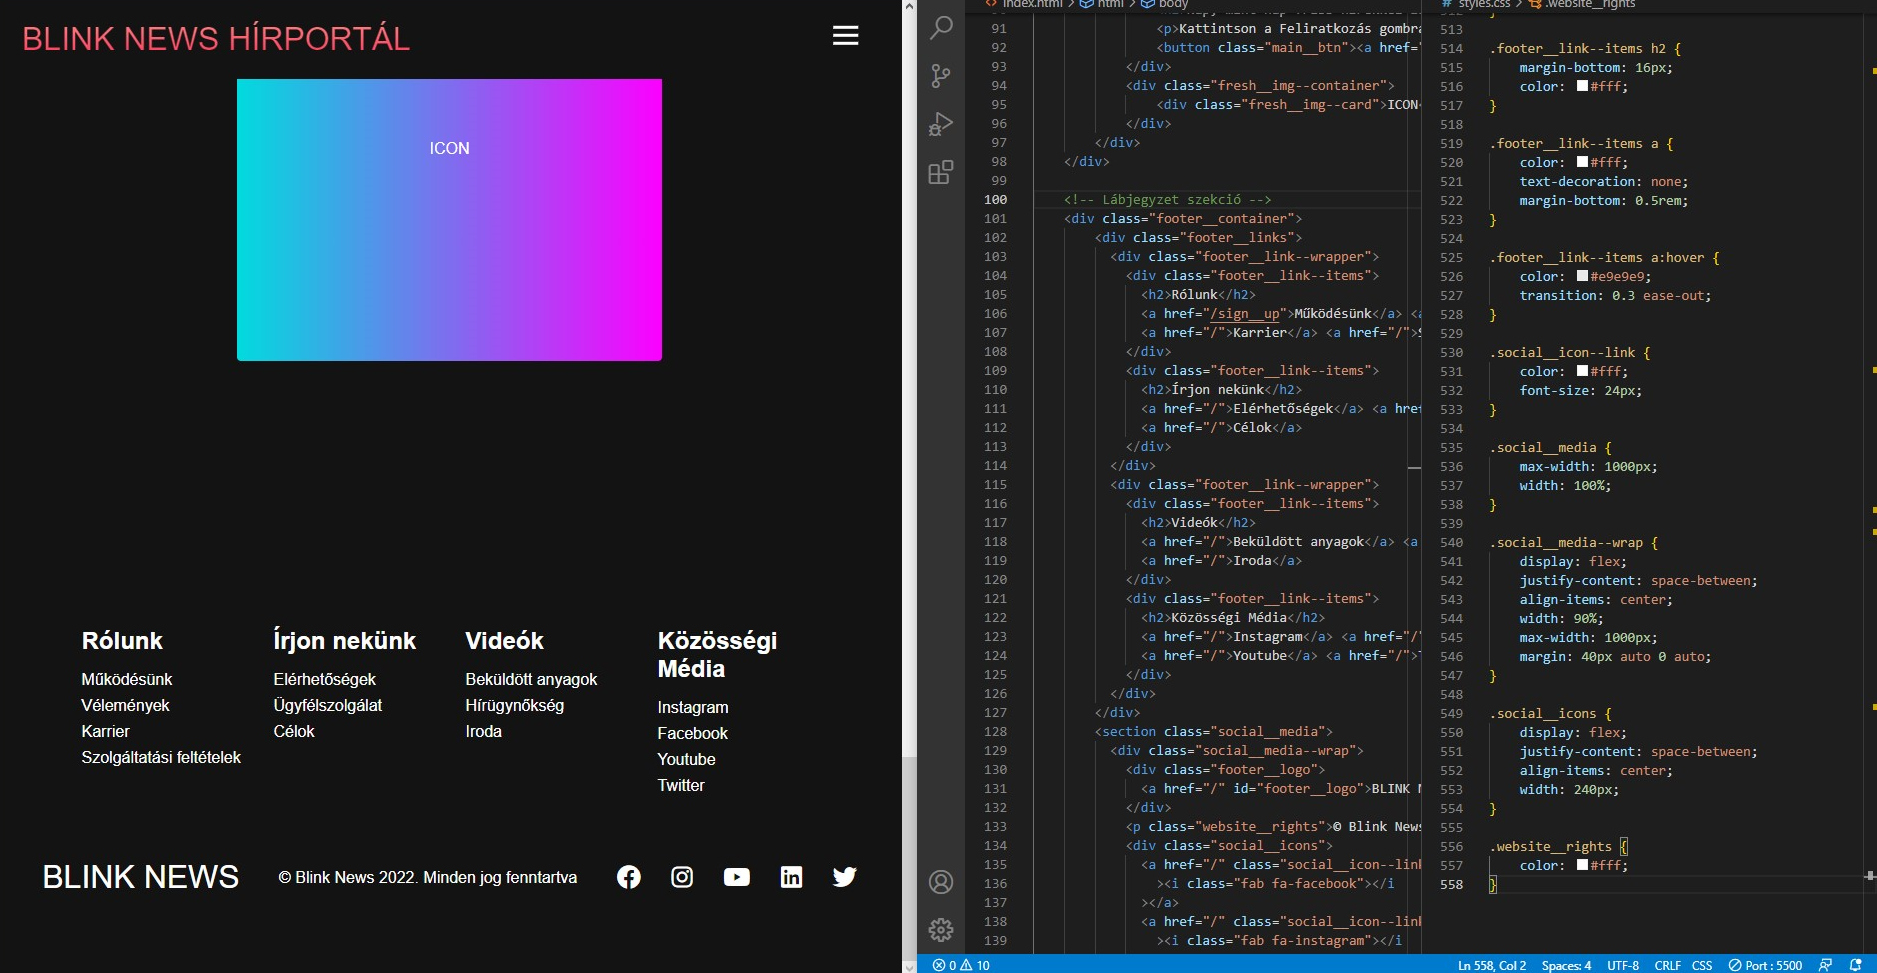 BLINK NEWS HÍRPORTÁL
ICON
Rólunk
Működésünk
Vélemények
Karrier
Szolgáltatási feltételek
Írjon nekünk
Elérhetőségek
Ügyfélszolgálat
Célok
Videók
Beküldött anyagok
Hírügynőkség
Iroda
Közösségi
Média
Instagram
Facebook
Youtube
Twitter
BLINK NEWS
© Blink News 2022. Minden jog fenntartva
index.html > html > body
91 <p>Kattintson a Feliratkozás gombra
92 <button class="main__btn"><a href="
93 </div>
94 <div class="fresh__img--container">
95 <div class="fresh__img--card">ICON<
96 </div>
97 </div>
98 </div>
99
100 <!-- Lábjegyzet szekció -->
101 <div class="footer__container">
102 <div class="footer__links">
103 <div class="footer__link--wrapper">
104 <div class="footer__link--items">
105 <h2>Rólunk</h2>
106 <a href="/sign__up">Működésünk</a> <a
107 <a href="/">Karrier</a> <a href="/">S
108 </div>
109 <div class="footer__link--items">
110 <h2>Írjon nekünk</h2>
111 <a href="/">Elérhetőségek</a> <a href
112 <a href="/">Célok</a>
113 </div>
114 </div>
115 <div class="footer__link--wrapper">
116 <div class="footer__link--items">
117 <h2>Videók</h2>
118 <a href="/">Beküldött anyagok</a> <a
119 <a href="/">Iroda</a>
120 </div>
121 <div class="footer__link--items">
122 <h2>Közösségi Média</h2>
123 <a href="/">Instagram</a> <a href="/"
124 <a href="/">Youtube</a> <a href="/">T
125 </div>
126 </div>
127 </div>
128 <section class="social__media">
129 <div class="social__media--wrap">
130 <div class="footer__logo">
131 <a href="/" id="footer__logo">BLINK N
132 </div>
133 <p class="website__rights">© Blink News
134 <div class="social__icons">
135 <a href="/" class="social__icon--link
136 ><i class="fab fa-facebook"></i
137 ></a>
138 <a href="/" class="social__icon--link
139 ><i class="fab fa-instagram"></i
# styles.css > .website__rights
513
514 .footer__link--items h2 {
515 margin-bottom: 16px;
516 color: #fff;
517 }
518
519 .footer__link--items a {
520 color: #fff;
521 text-decoration: none;
522 margin-bottom: 0.5rem;
523 }
524
525 .footer__link--items a:hover {
526 color: #e9e9e9;
527 transition: 0.3 ease-out;
528 }
529
530 .social__icon--link {
531 color: #fff;
532 font-size: 24px;
533 }
534
535 .social__media {
536 max-width: 1000px;
537 width: 100%;
538 }
539
540 .social__media--wrap {
541 display: flex;
542 justify-content: space-between;
543 align-items: center;
544 width: 90%;
545 max-width: 1000px;
546 margin: 40px auto 0 auto;
547 }
548
549 .social__icons {
550 display: flex;
551 justify-content: space-between;
552 align-items: center;
553 width: 240px;
554 }
555
556 .website__rights {
557 color: #fff;
558 }
0 10 Ln 558, Col 2 Spaces: 4 UTF-8 CRLF CSS Port : 5500